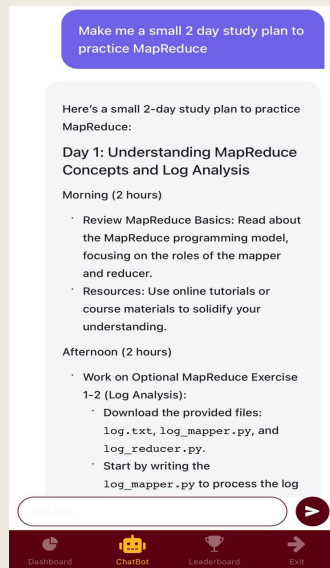 Make me a small 2 day study plan to
practice MapReduce
Here's a small 2-day study plan to practice
MapReduce:
Day 1: Understanding MapReduce
Concepts and Log Analysis
Morning (2 hours)
· Review MapReduce Basics: Read about
the MapReduce programming model,
focusing on the roles of the mapper
and reducer.
· Resources: Use online tutorials or
course materials to solidify your
understanding.
Afternoon (2 hours)
· Work on Optional MapReduce Exercise
1-2 (Log Analysis):
· Download the provided files:
log.txt, log_mapper.py, and
log_reducer.py.
· Start by writing the
log_mapper.py to process the log
Dashboard ChatBot Leaderboard Exit